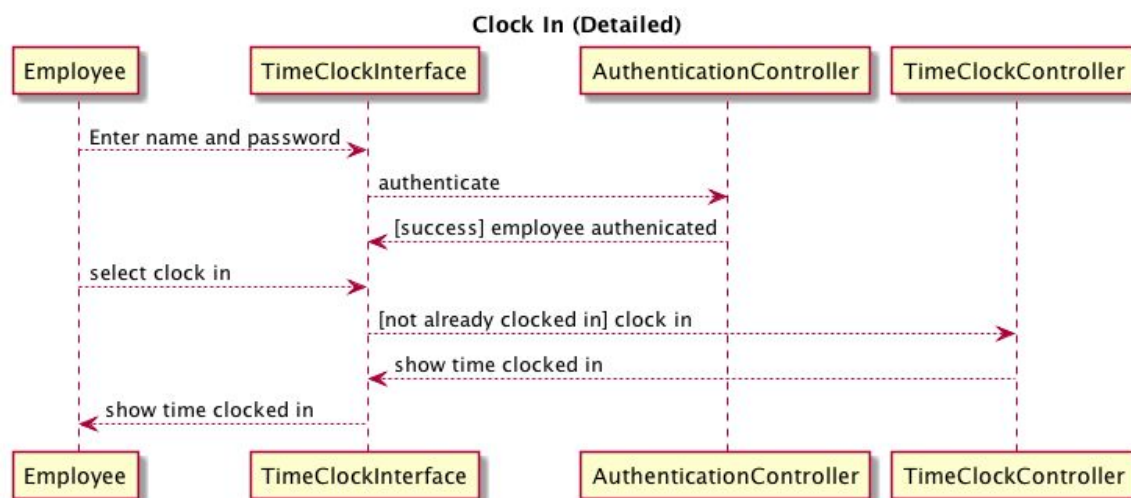 Clock In (Detailed)
Employee TimeClockInterface AuthenticationController TimeClockController
Enter name and password
authenticate
[success] employee authenicated
select clock in
[not already clocked in] clock in
show time clocked in
show time clocked in
Employee TimeClockInterface AuthenticationController TimeClockController